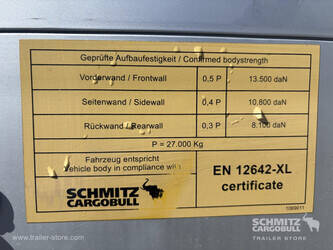 Geprüfte Aufbaufestigkeit / Confirmed bodystrength
Vorderwand / Frontwall 0,5 P 13.500 daN
Seitenwand / Sidewall 0,4 P 10.800 daN
Rückwand / Rearwall 0,3 P 8.100 daN
P = 27.000 Kg
Fahrzeug entspricht
Vehicle body in compliance with
EN 12642-XL
certificate
SCHMITZ
CARGOBULL
trailer-store.com
SCHMITZ
CARGOBULL
TRAILER STORE